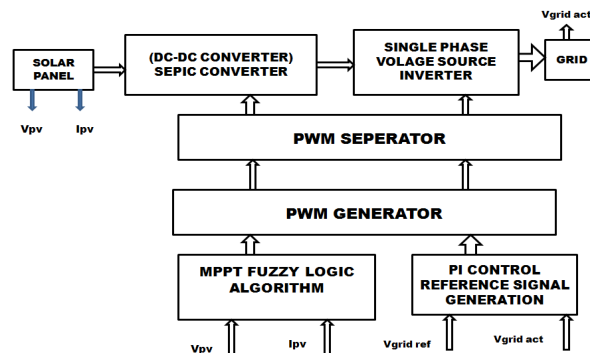 Vgrid act
SOLAR
PANEL
(DC-DC CONVERTER)
SEPIC CONVERTER
SINGLE PHASE
VOLAGE SOURCE
INVERTER
GRID
Vpv
Ipv
PWM SEPERATOR
PWM GENERATOR
MPPT FUZZY LOGIC
ALGORITHM
PI CONTROL
REFERENCE SIGNAL
GENERATION
Vpv
Ipv
Vgrid ref
Vgrid act